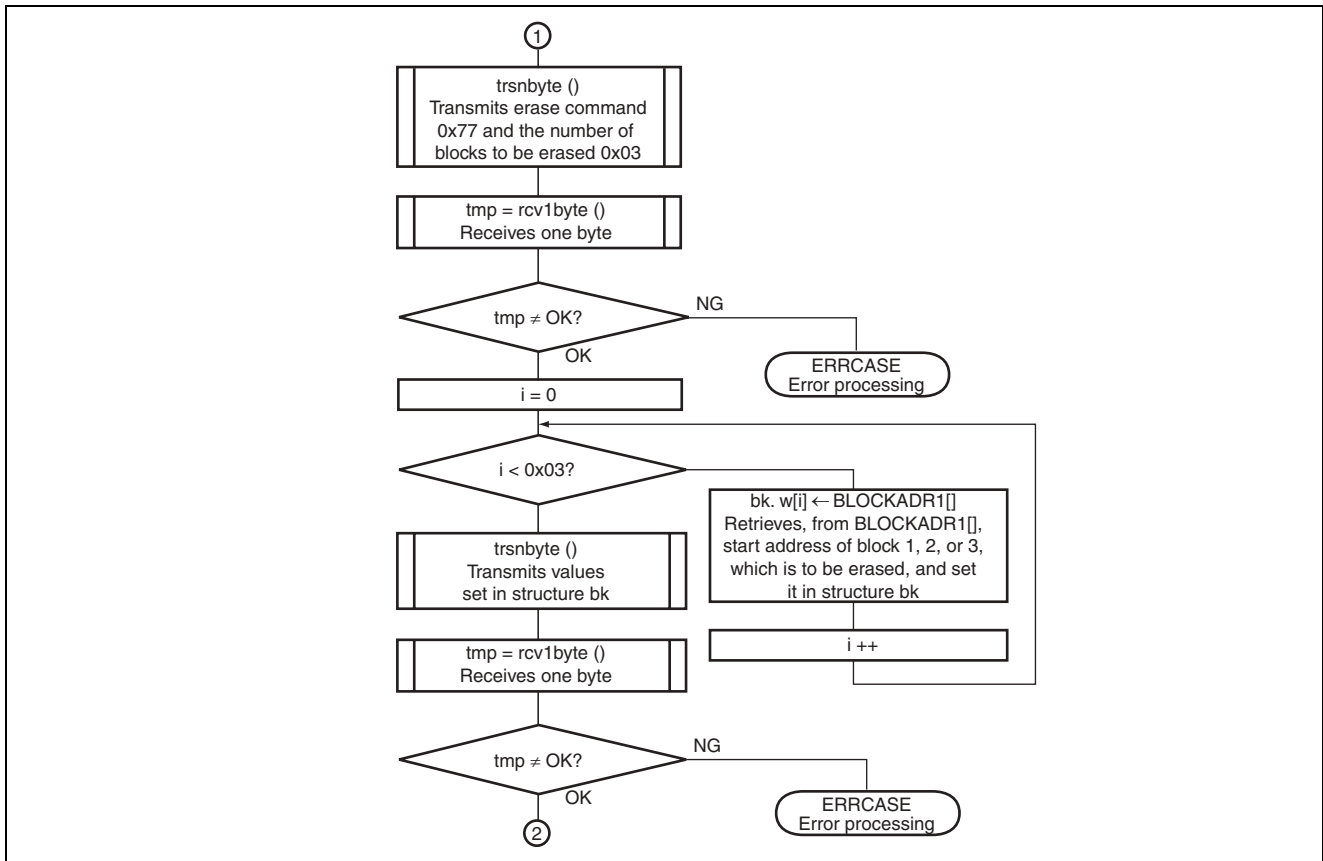 1
trsnbyte ()
Transmits erase command
0x77 and the number of
blocks to be erased 0x03
tmp = rcv1byte ()
Receives one byte
tmp ≠ OK?
NG
OK
ERRCASE
Error processing
i = 0
i < 0x03?
bk. w[i] ← BLOCKADR1[]
Retrieves, from BLOCKADR1[],
start address of block 1, 2, or 3,
which is to be erased, and set
it in structure bk
i ++
trsnbyte ()
Transmits values
set in structure bk
tmp = rcv1byte ()
Receives one byte
tmp ≠ OK?
NG
OK
ERRCASE
Error processing
2